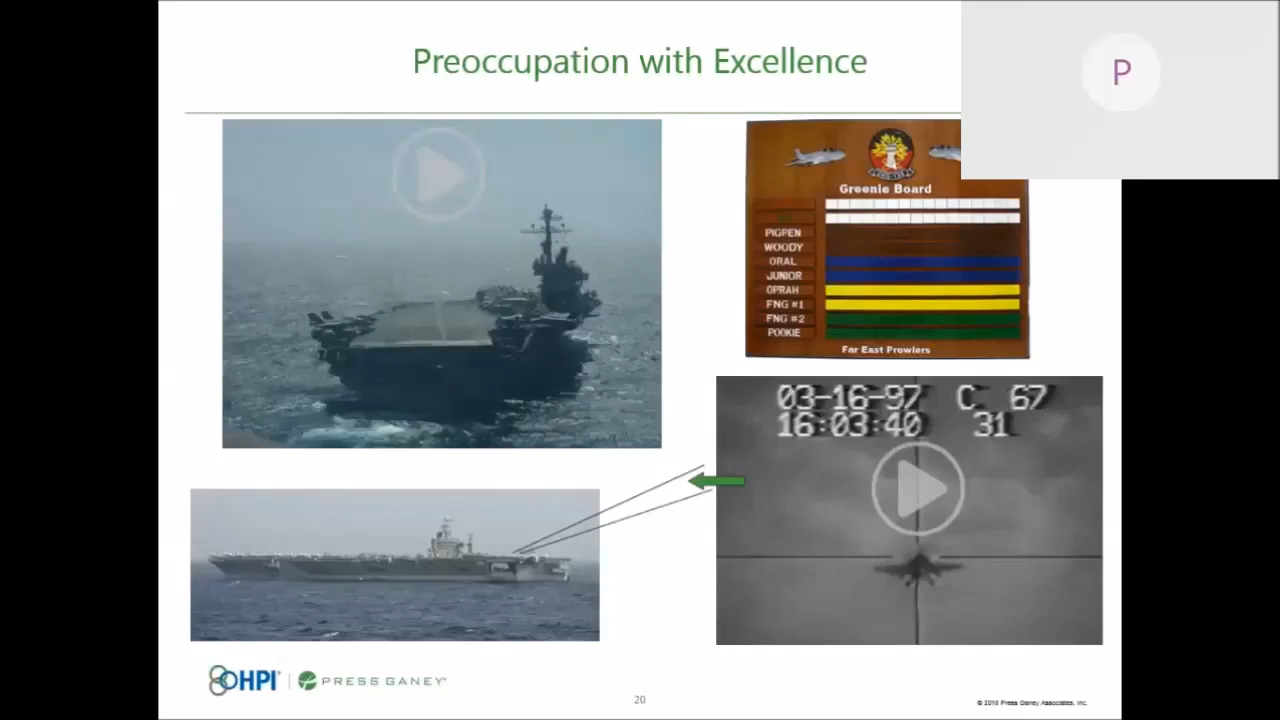 Preoccupation with Excellence
P
Greenie Board
PIGPEN
WOODY
ORAL
JUNIOR
OPRAH
FNG #1
FNG #2
POOKIE
Far East Prowlers
03-16-97 C 67
16:03:40 31
HPI | PRESS GANEY
20
© 2010 Press Ganey Associates, Inc.